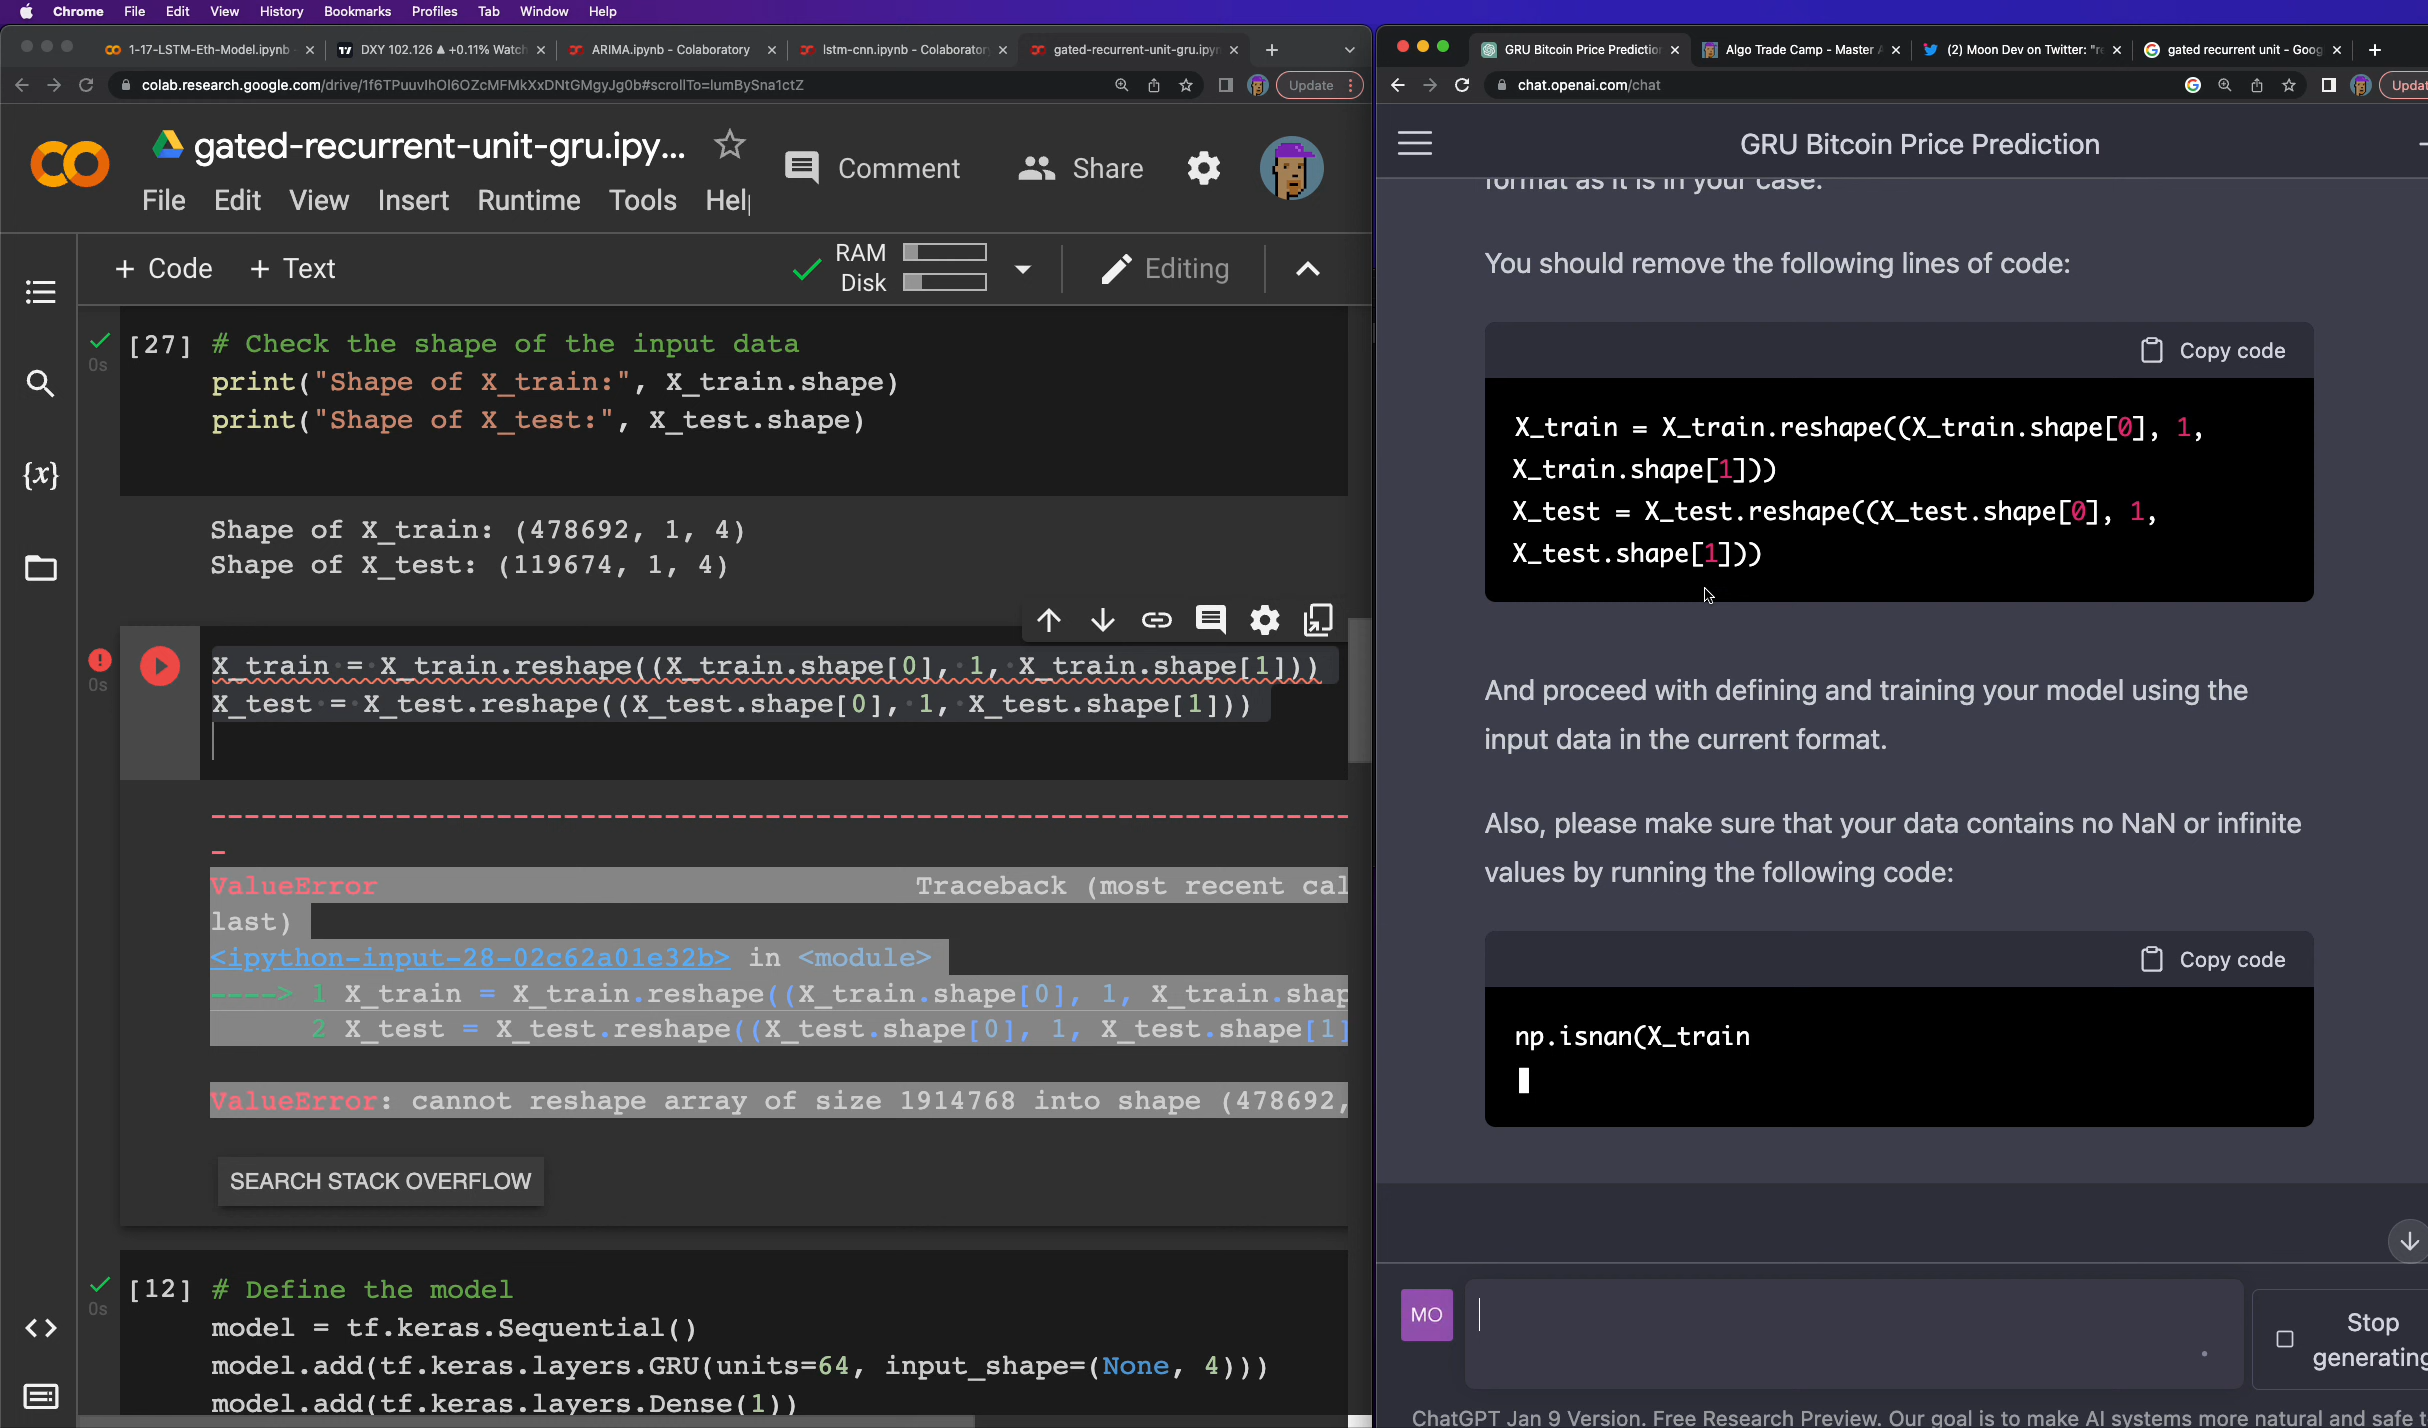 Chrome File Edit View History Bookmarks Profiles Tab Window Help
1-17-LSTM-Eth-Model.ipynb
DXY 102.126 ▲ +0.11% Watch
ARIMA.ipynb - Colaboratory
lstm-cnn.ipynb - Colaborator
gated-recurrent-unit-gru.ipyn
colab.research.google.com/drive/1f6TPuuvIhOl6OZcMFMkXxDNtGMgyJg0b#scrollTo=lumBySna1ctZ
Update
gated-recurrent-unit-gru.ipy...
Comment
Share
File Edit View Insert Runtime Tools Hel
+ Code + Text
RAM
Disk
Editing
[27] # Check the shape of the input data
0s
print("Shape of X_train:", X_train.shape)
print("Shape of X_test:", X_test.shape)
{x}
Shape of X_train: (478692, 1, 4)
Shape of X_test: (119674, 1, 4)
X_train = X_train.reshape((X_train.shape[0], 1, X_train.shape[1]))
0s
X_test = X_test.reshape((X_test.shape[0], 1, X_test.shape[1]))
---------------------------------------------------------------------------
ValueError Traceback (most recent cal
last)
<ipython-input-28-02c62a01e32b> in <module>
----> 1 X_train = X_train.reshape((X_train.shape[0], 1, X_train.shap
2 X_test = X_test.reshape((X_test.shape[0], 1, X_test.shape[1]
ValueError: cannot reshape array of size 1914768 into shape (478692,
SEARCH STACK OVERFLOW
[12] # Define the model
0s
model = tf.keras.Sequential()
model.add(tf.keras.layers.GRU(units=64, input_shape=(None, 4)))
model.add(tf.keras.layers.Dense(1))
GRU Bitcoin Price Predictio
Algo Trade Camp - Master A
(2) Moon Dev on Twitter: "re
gated recurrent unit - Goog
chat.openai.com/chat
Updat
GRU Bitcoin Price Prediction
format as it is in your case.
You should remove the following lines of code:
Copy code
X_train = X_train.reshape((X_train.shape[0], 1,
X_train.shape[1]))
X_test = X_test.reshape((X_test.shape[0], 1,
X_test.shape[1]))
And proceed with defining and training your model using the
input data in the current format.
Also, please make sure that your data contains no NaN or infinite
values by running the following code:
Copy code
np.isnan(X_train
MO
Stop
generating
ChatGPT Jan 9 Version. Free Research Preview. Our goal is to make AI systems more natural and safe t